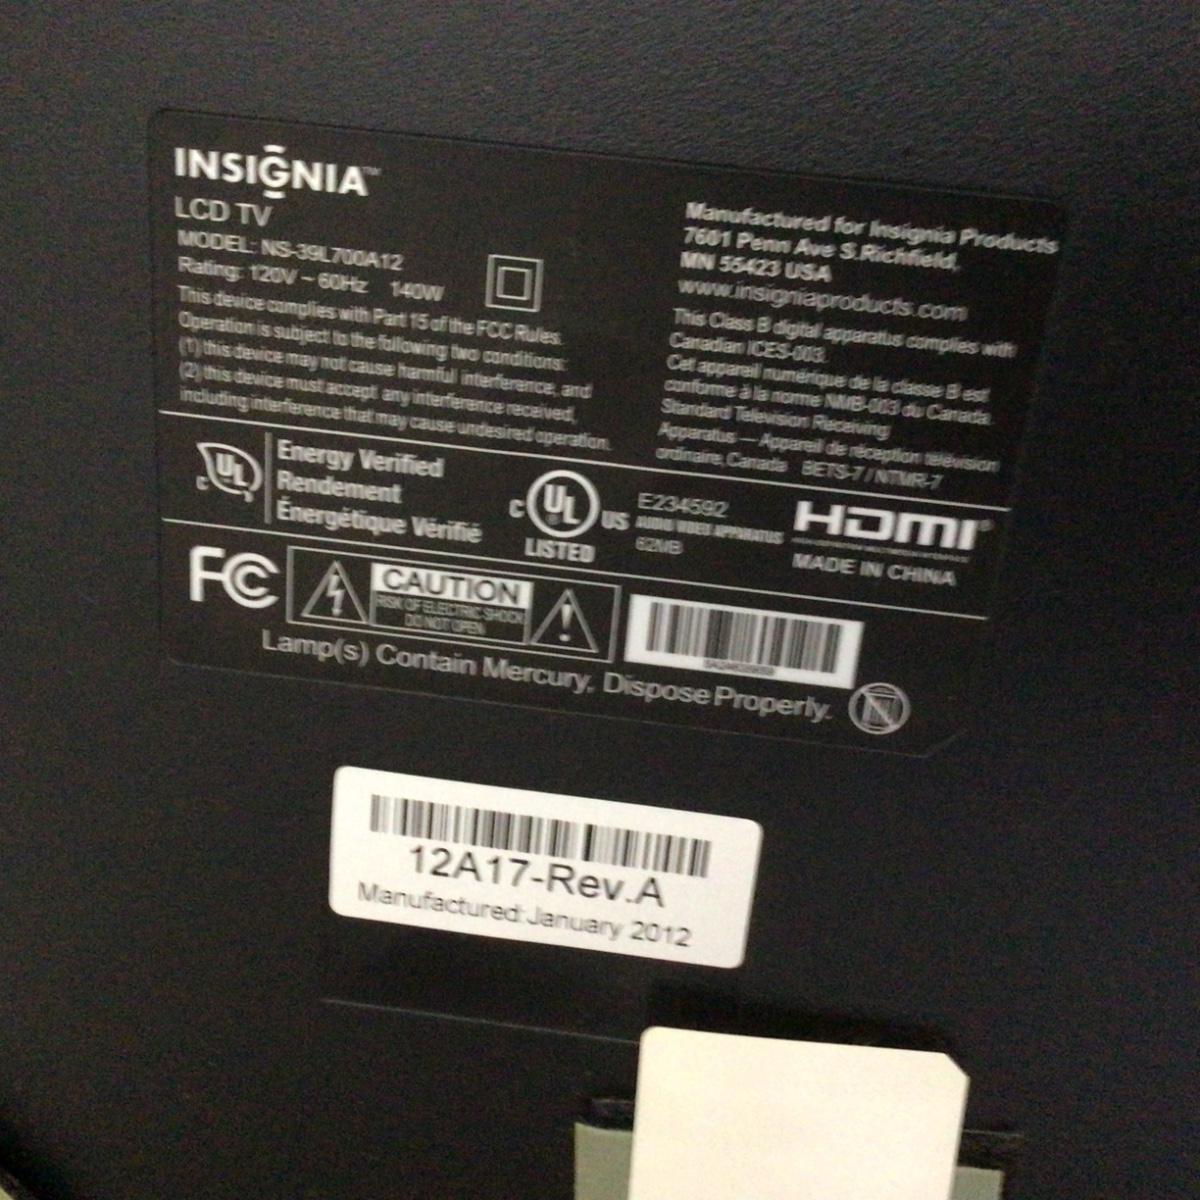 INSIGNIA™
LCD TV
MODEL: NS-39L700A12
Rating: 120V ~ 60Hz 140W
This device complies with Part 15 of the FCC Rules.
Operation is subject to the following two conditions:
(1) this device may not cause harmful interference, and
(2) this device must accept any interference received,
including interference that may cause undesired operation.
Manufactured for Insignia Products
7601 Penn Ave S.Richfield,
MN 55423 USA
www.insigniaproducts.com
This Class B digital apparatus complies with
Canadian ICES-003.
Cet appareil numérique de la classe B est
conforme à la norme NMB-003 du Canada.
Standard Television Receiving
Apparatus — Appareil de réception télévision
ordinaire, Canada BETS-7 / NTMR-7
C UL
Energy Verified
Rendement
Énergétique Vérifié
C UL US
LISTED
E234592
AUDIO VIDEO APPARATUS
62MB
HDMI
MADE IN CHINA
FC
CAUTION
RISK OF ELECTRIC SHOCK
DO NOT OPEN
Lamp(s) Contain Mercury, Dispose Properly.
12A17-Rev.A
Manufactured:January 2012